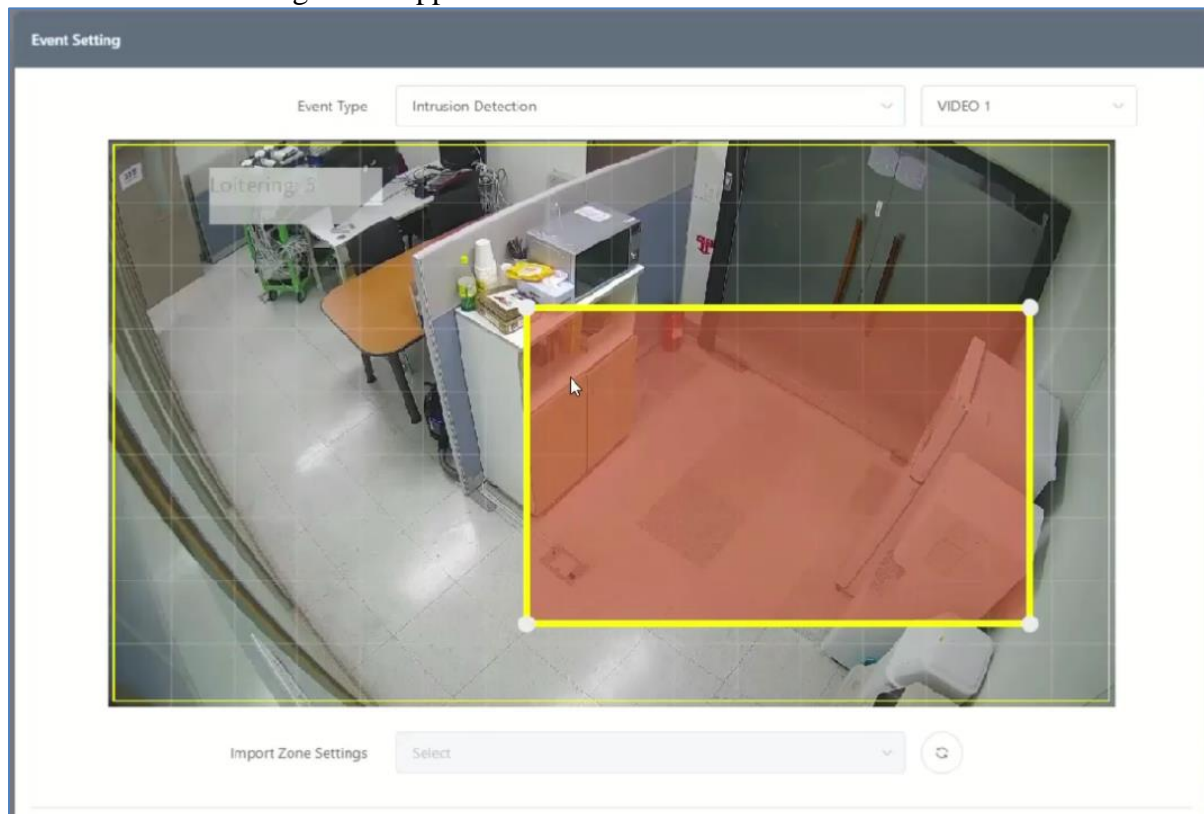 Event Setting
Event Type
Intrusion Detection
VIDEO 1
Loitering: 5
Import Zone Settings
Select